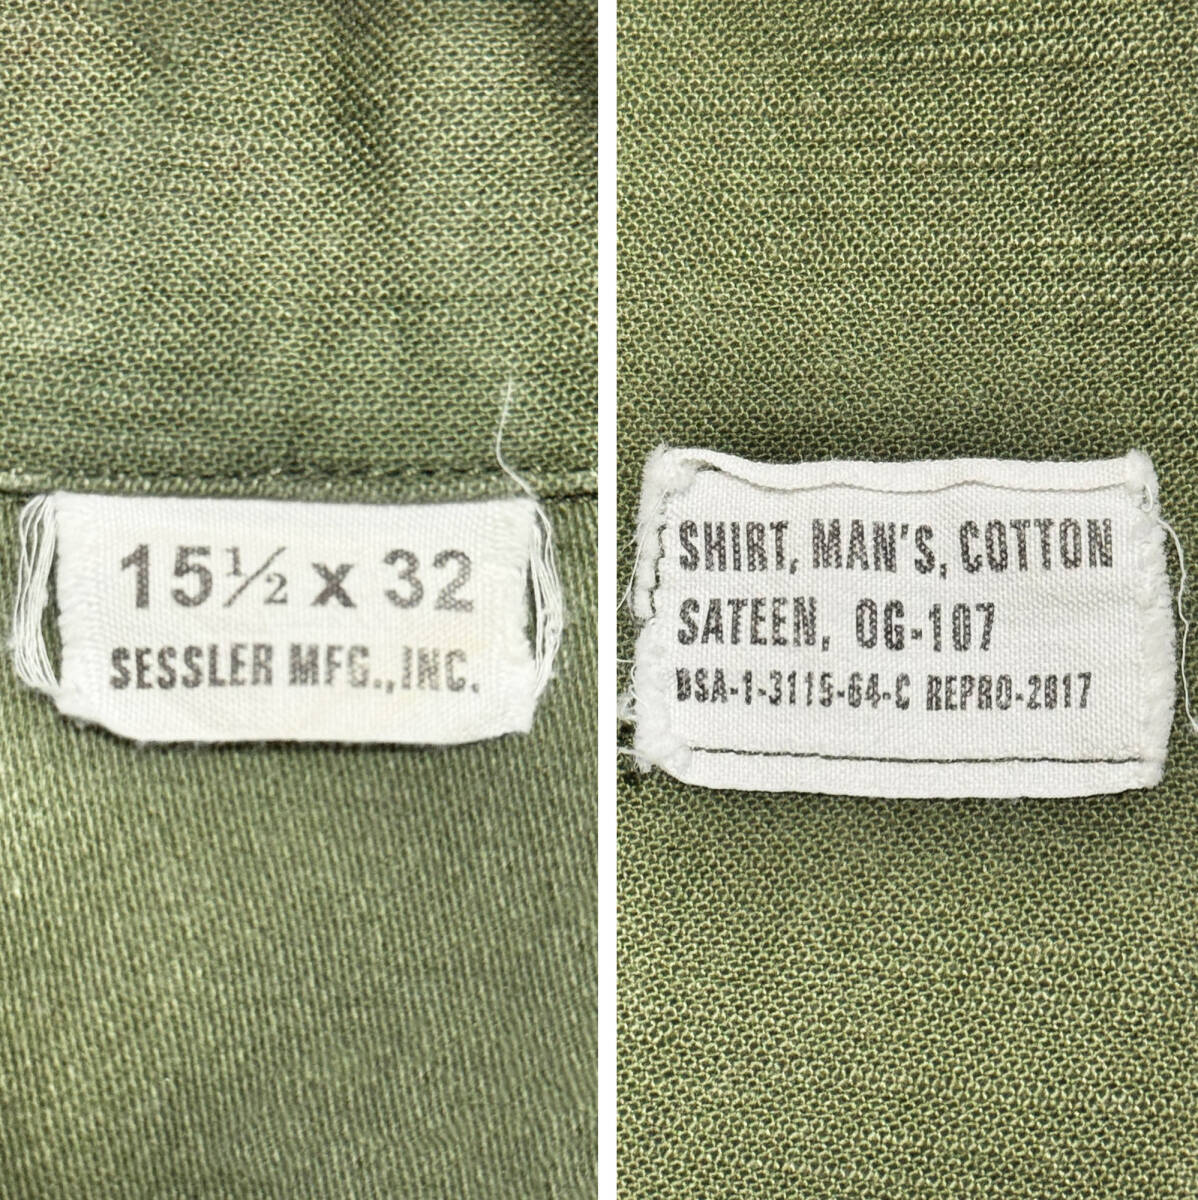 15½ x 32
SESSLER MFG., INC.
SHIRT, MAN'S, COTTON
SATEEN, OG-107
DSA-1-3115-64-C REPRO-2017